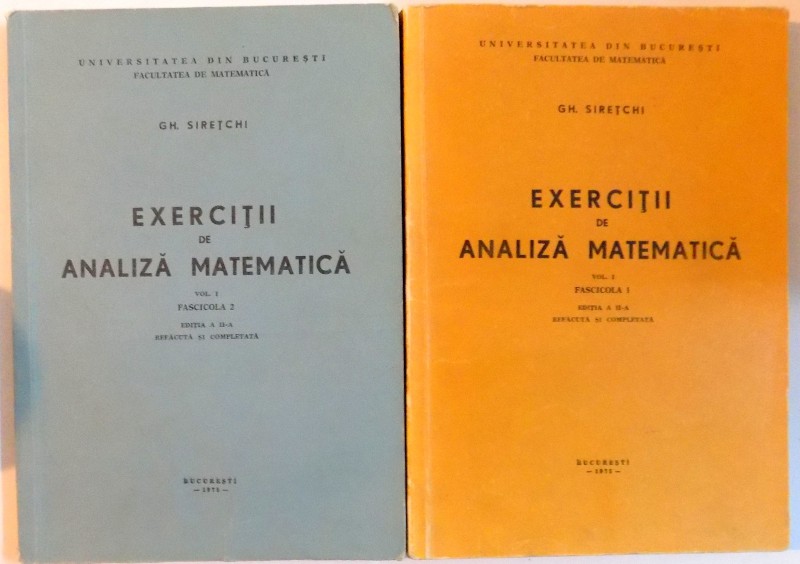 UNIVERSITATEA DIN BUCUREŞTI
FACULTATEA DE MATEMATICĂ
GH. SIREŢCHI
EXERCIŢII
DE
ANALIZĂ MATEMATICĂ
VOL. I
FASCICOLA 2
EDIŢIA A II-A
REFĂCUTĂ ŞI COMPLETATĂ
BUCUREŞTI
UNIVERSITATEA DIN BUCUREŞTI
FACULTATEA DE MATEMATICĂ
GH. SIREŢCHI
EXERCIŢII
DE
ANALIZĂ MATEMATICĂ
VOL. I
FASCICOLA 1
EDIŢIA A II-A
REFĂCUTĂ ŞI COMPLETATĂ
BUCUREŞTI